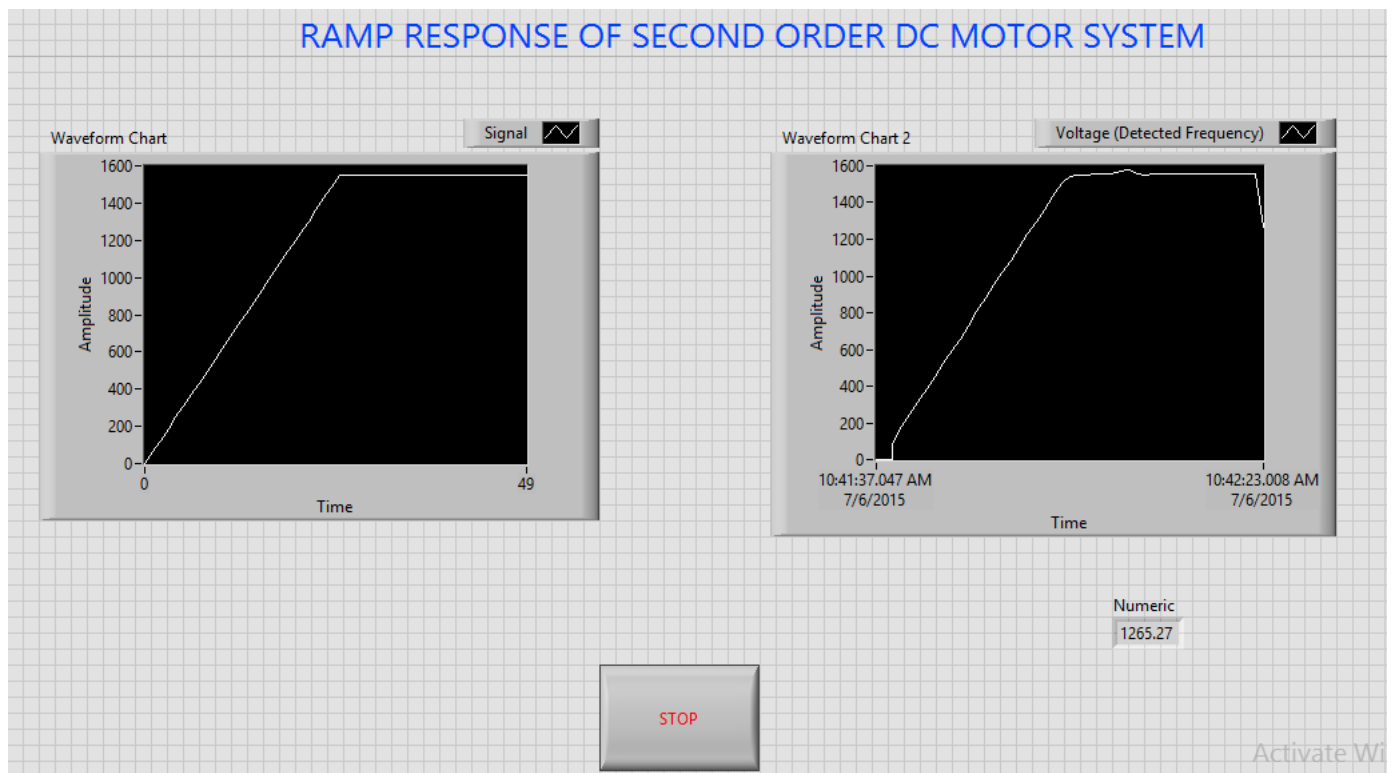 RAMP RESPONSE OF SECOND ORDER DC MOTOR SYSTEM
Waveform Chart
Signal
1600
1400
1200
1000
800
600
400
200
0
Amplitude
0
49
Time
Waveform Chart 2
Voltage (Detected Frequency)
1600
1400
1200
1000
800
600
400
200
0
Amplitude
10:41:37.047 AM
7/6/2015
10:42:23.008 AM
7/6/2015
Time
Numeric
1265.27
STOP
Activate Wi